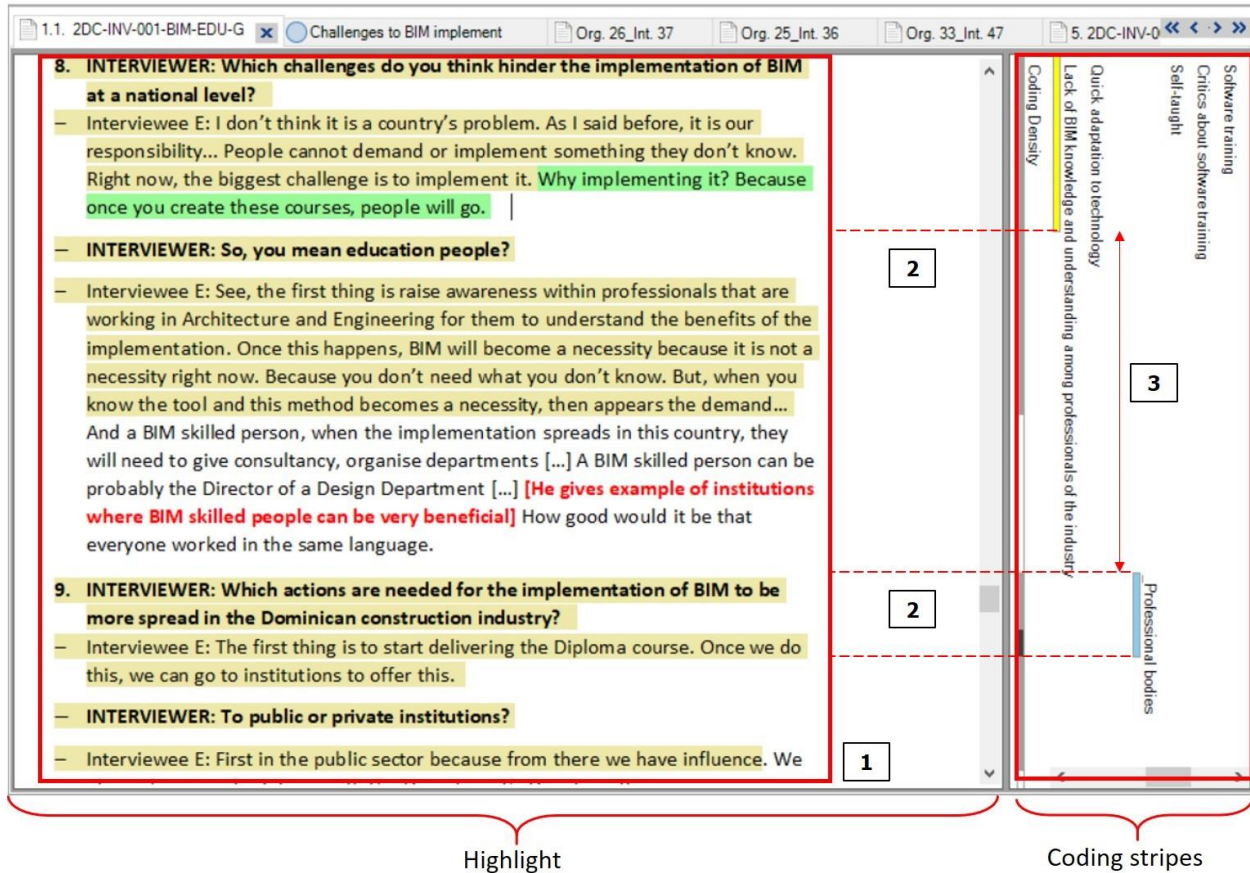 1.1. 2DC-INV-001-BIM-EDU-G
Challenges to BIM implement
Org. 26_Int. 37
Org. 25_Int. 36
Org. 33_Int. 47
5. 2DC-INV-0
8. INTERVIEWER: Which challenges do you think hinder the implementation of BIM
at a national level?
– Interviewee E: I don't think it is a country's problem. As I said before, it is our
responsibility... People cannot demand or implement something they don't know.
Right now, the biggest challenge is to implement it. Why implementing it? Because
once you create these courses, people will go.
– INTERVIEWER: So, you mean education people?
– Interviewee E: See, the first thing is raise awareness within professionals that are
working in Architecture and Engineering for them to understand the benefits of the
implementation. Once this happens, BIM will become a necessity because it is not a
necessity right now. Because you don't need what you don't know. But, when you
know the tool and this method becomes a necessity, then appears the demand...
And a BIM skilled person, when the implementation spreads in this country, they
will need to give consultancy, organise departments [...] A BIM skilled person can be
probably the Director of a Design Department [...] [He gives example of institutions
where BIM skilled people can be very beneficial] How good would it be that
everyone worked in the same language.
9. INTERVIEWER: Which actions are needed for the implementation of BIM to be
more spread in the Dominican construction industry?
– Interviewee E: The first thing is to start delivering the Diploma course. Once we do
this, we can go to institutions to offer this.
– INTERVIEWER: To public or private institutions?
– Interviewee E: First in the public sector because from there we have influence. We
2
2
1
3
Coding Density
Lack of BIM knowledge and understanding among professionals of the industry
Quick adaptation to technology
_Professional bodies
Self-taught
Critics about software training
Software training
Highlight
Coding stripes